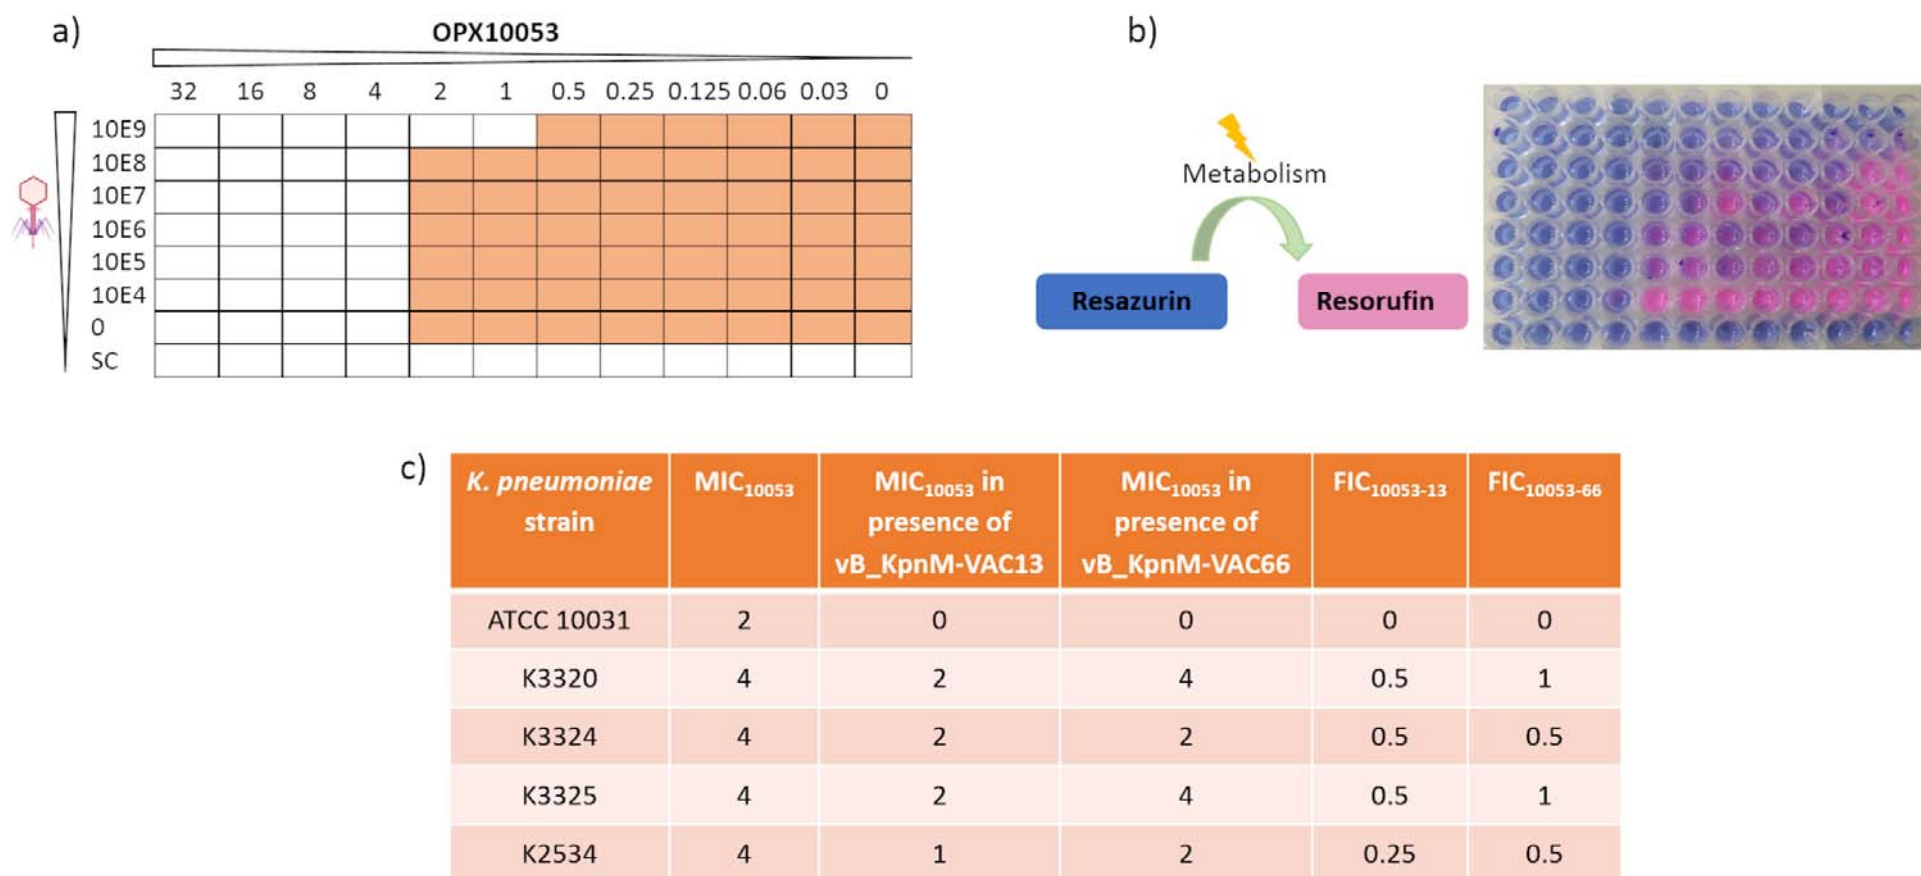 a)
OPX10053
32 16 8 4 2 1 0.5 0.25 0.125 0.06 0.03 0
10E9
10E8
10E7
10E6
10E5
10E4
0
SC
b)
Metabolism
Resazurin
Resorufin
c)
K. pneumoniae strain MIC10053 MIC10053 in presence of vB_KpnM-VAC13 MIC10053 in presence of vB_KpnM-VAC66 FIC10053-13 FIC10053-66
ATCC 10031 2 0 0 0 0
K3320 4 2 4 0.5 1
K3324 4 2 2 0.5 0.5
K3325 4 2 4 0.5 1
K2534 4 1 2 0.25 0.5